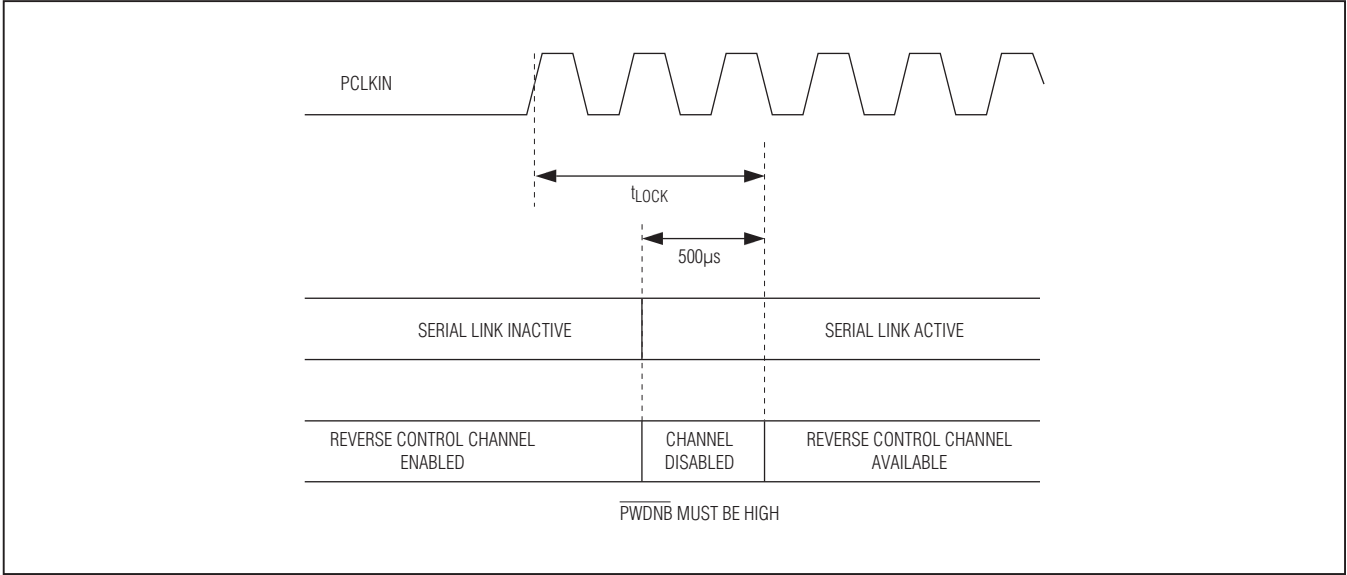 PCLKIN
tLOCK
500µs
SERIAL LINK INACTIVE
SERIAL LINK ACTIVE
REVERSE CONTROL CHANNEL
ENABLED
CHANNEL
DISABLED
REVERSE CONTROL CHANNEL
AVAILABLE
PWDNB MUST BE HIGH